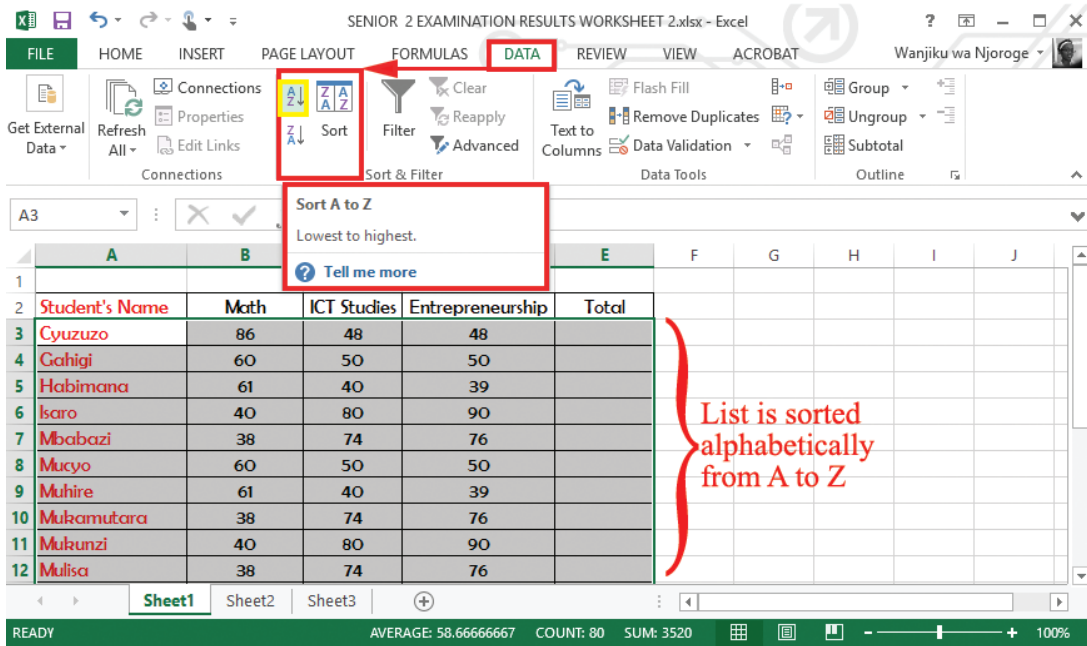 SENIOR 2 EXAMINATION RESULTS WORKSHEET 2.xlsx - Excel
FILE HOME INSERT PAGE LAYOUT FORMULAS DATA REVIEW VIEW ACROBAT Wanjiku wa Njoroge
Get External Data
Refresh All
Connections
Properties
Edit Links
Connections
Sort
Filter
Clear
Reapply
Advanced
Sort & Filter
Text to Columns
Flash Fill
Remove Duplicates
Data Validation
Data Tools
Group
Ungroup
Subtotal
Outline
A3
Sort A to Z
Lowest to highest.
Tell me more
A B E F G H I J
1
2 Student's Name Math ICT Studies Entrepreneurship Total
3 Cyuzuzo 86 48 48
4 Gahigi 60 50 50
5 Habimana 61 40 39
6 Isaro 40 80 90
7 Mbabazi 38 74 76
8 Mucyo 60 50 50
9 Muhire 61 40 39
10 Mukamutara 38 74 76
11 Mukunzi 40 80 90
12 Mulisa 38 74 76
List is sorted
alphabetically
from A to Z
Sheet1 Sheet2 Sheet3
READY AVERAGE: 58.66666667 COUNT: 80 SUM: 3520 100%